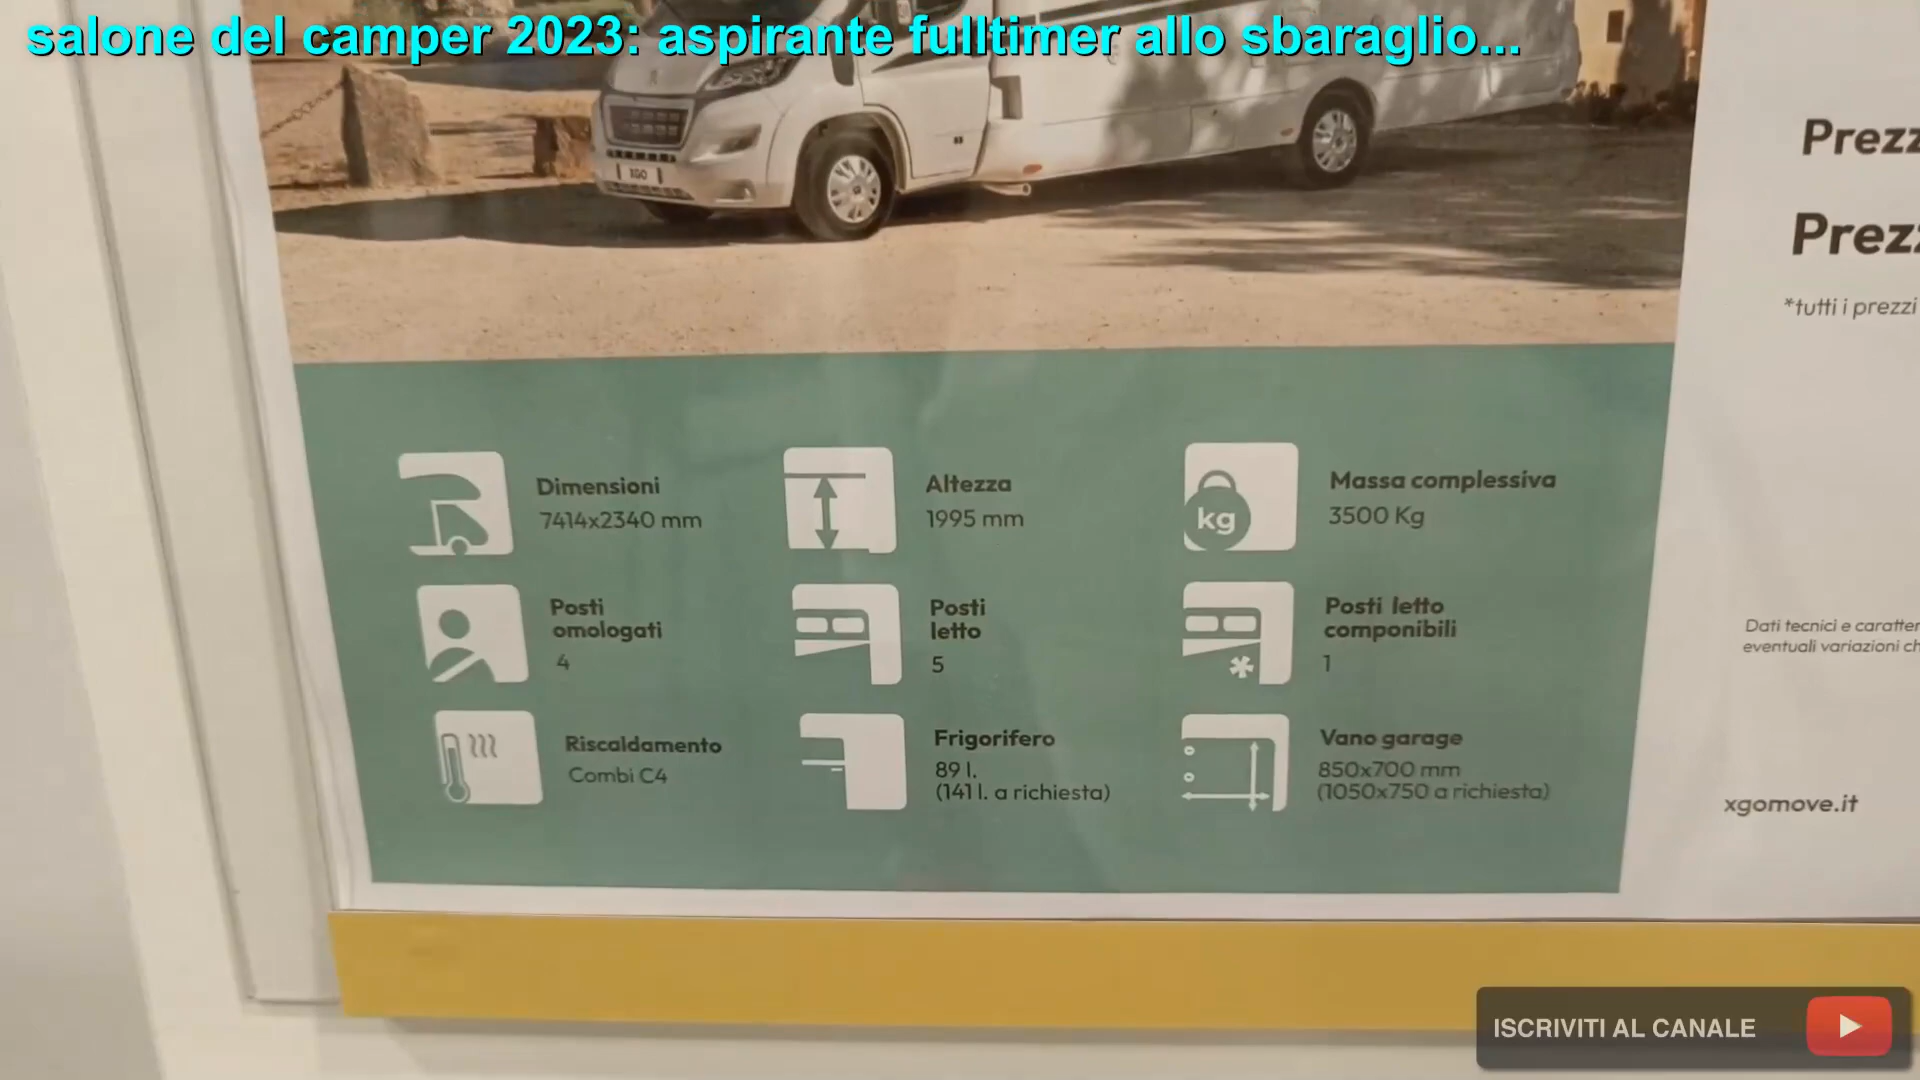 salone del camper 2023: aspirante fulltimer allo sbaraglio...
XGO
*tutti i prezzi
Dimensioni
7414x2340 mm
Altezza
1995 mm
Massa complessiva
kg
3500 Kg
Posti
omologati
4
Posti
letto
5
Posti letto
componibili
1
Riscaldamento
Combi C4
Frigorifero
89 l.
(141 l. a richiesta)
Vano garage
850x700 mm
(1050x750 a richiesta)
Dati tecnici e
eventuali variazioni
xgomove.it
ISCRIVITI AL CANALE